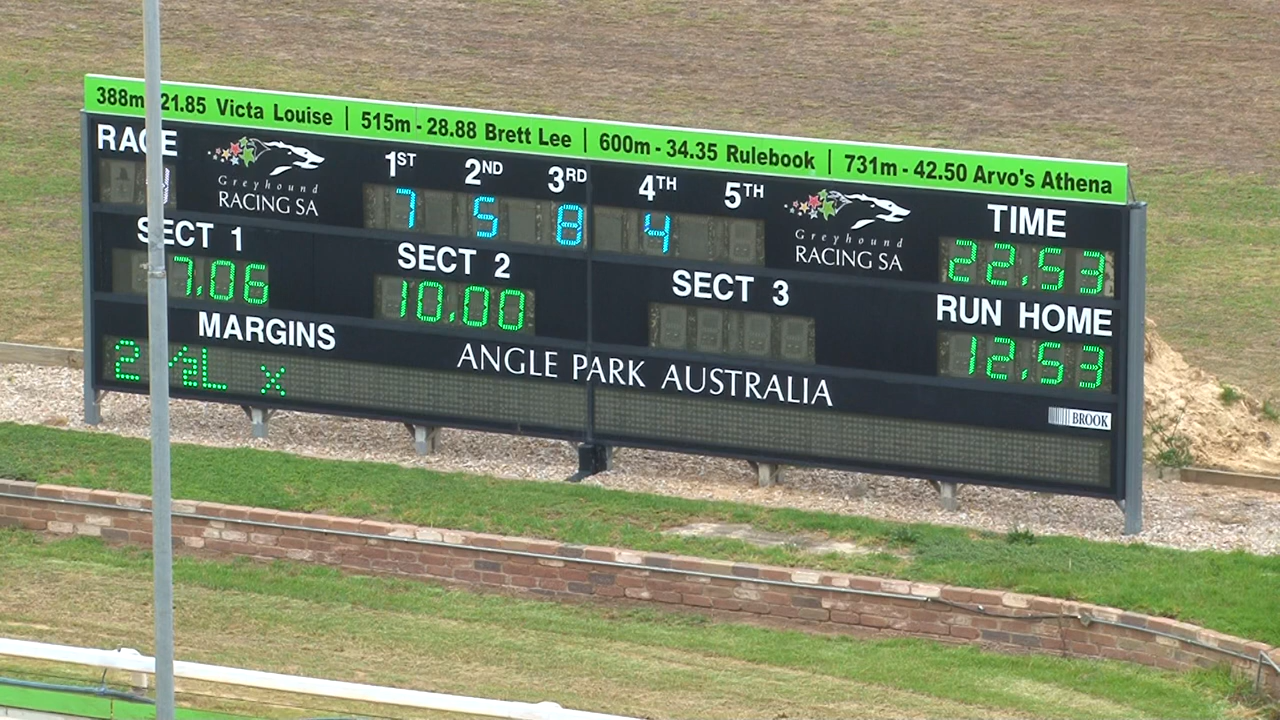 388m 21.85 Victa Louise | 515m - 28.88 Brett Lee | 600m - 34.35 Rulebook | 731m - 42.50 Arvo's Athena
RACE
Greyhound
RACING SA
1ST 2ND 3RD 4TH 5TH
7 5 8 4
Greyhound
RACING SA
TIME
22.53
SECT 1
7.06
SECT 2
10.00
SECT 3
RUN HOME
12.53
MARGINS
2 L x
ANGLE PARK AUSTRALIA
BROOK